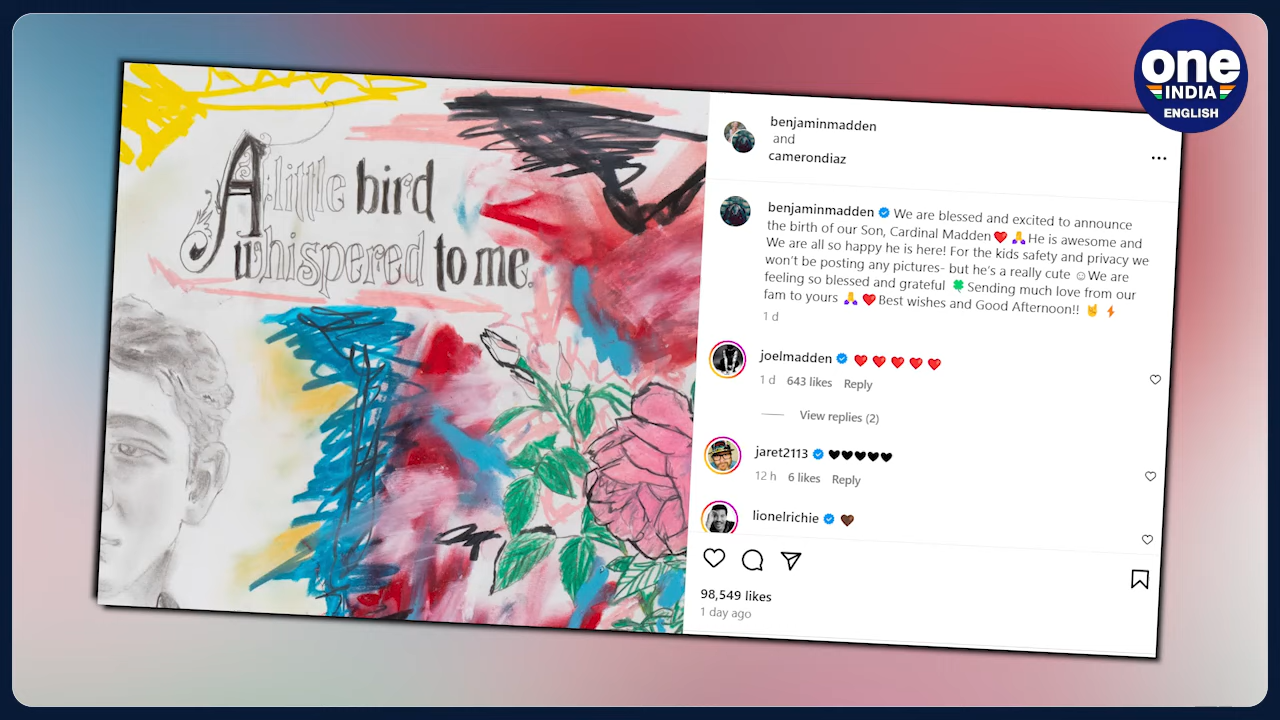 one
INDIA
ENGLISH
A little bird
whispered to me.
benjaminmadden
and
camerondiaz
benjaminmadden We are blessed and excited to announce
the birth of our Son, Cardinal Madden❤️ 🙏He is awesome and
We are all so happy he is here! For the kids safety and privacy we
won't be posting any pictures- but he's a really cute ☺We are
feeling so blessed and grateful 🍀Sending much love from our
fam to yours 🙏 ❤️Best wishes and Good Afternoon!! 🤘 ⚡
1 d
joelmadden ❤️ ❤️ ❤️ ❤️ ❤️
1 d 643 likes Reply
View replies (2)
jaret2113 🖤🖤🖤🖤🖤
12 h 6 likes Reply
lionelrichie 🤎
98,549 likes
1 day ago